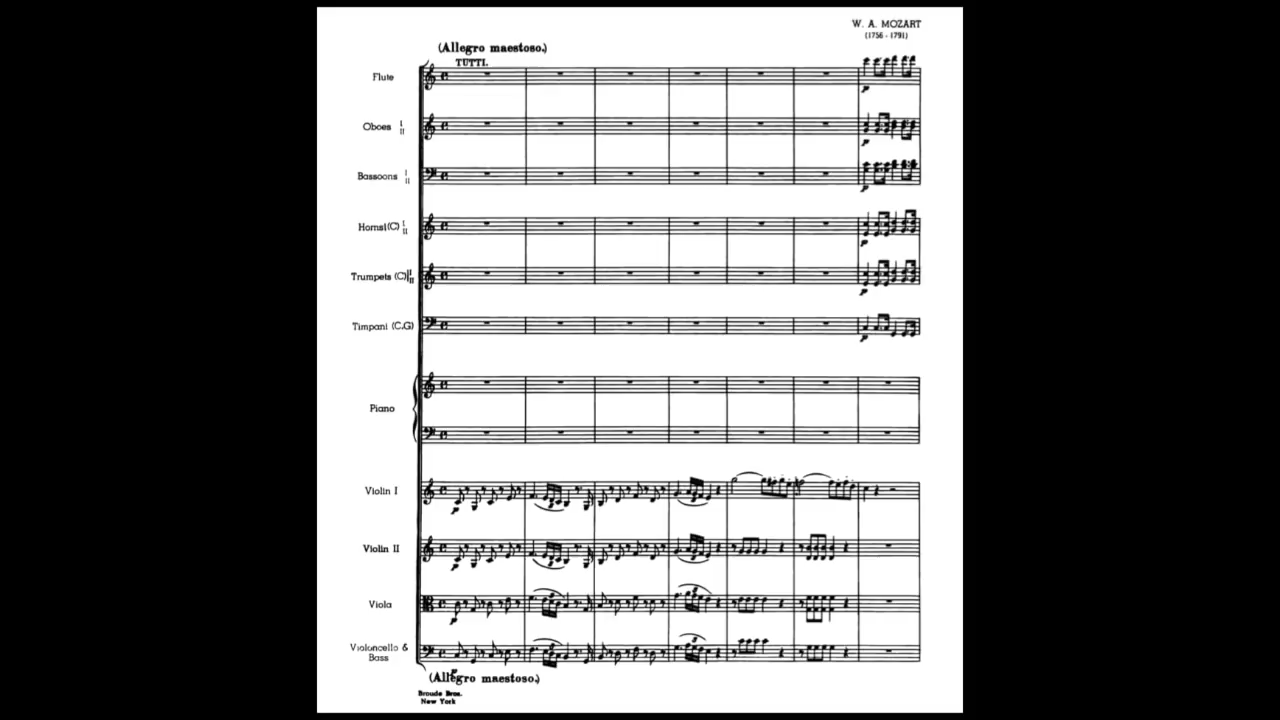 W. A. MOZART
(1756 - 1791)
(Allegro maestoso.)
TUTTI.
Flute
Oboes I II
Bassoons I II
Horns(C) I II
Trumpets (C) I II
Timpani (C.G)
Piano
Violin I
Violin II
Viola
Violoncello &
Bass
(Allegro maestoso.)
Broude Bros.
New York